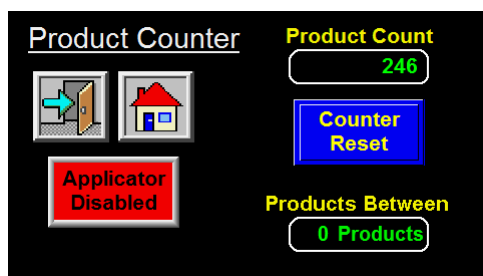 Product Counter
Product Count
246
Counter
Reset
Applicator
Disabled
Products Between
0 Products